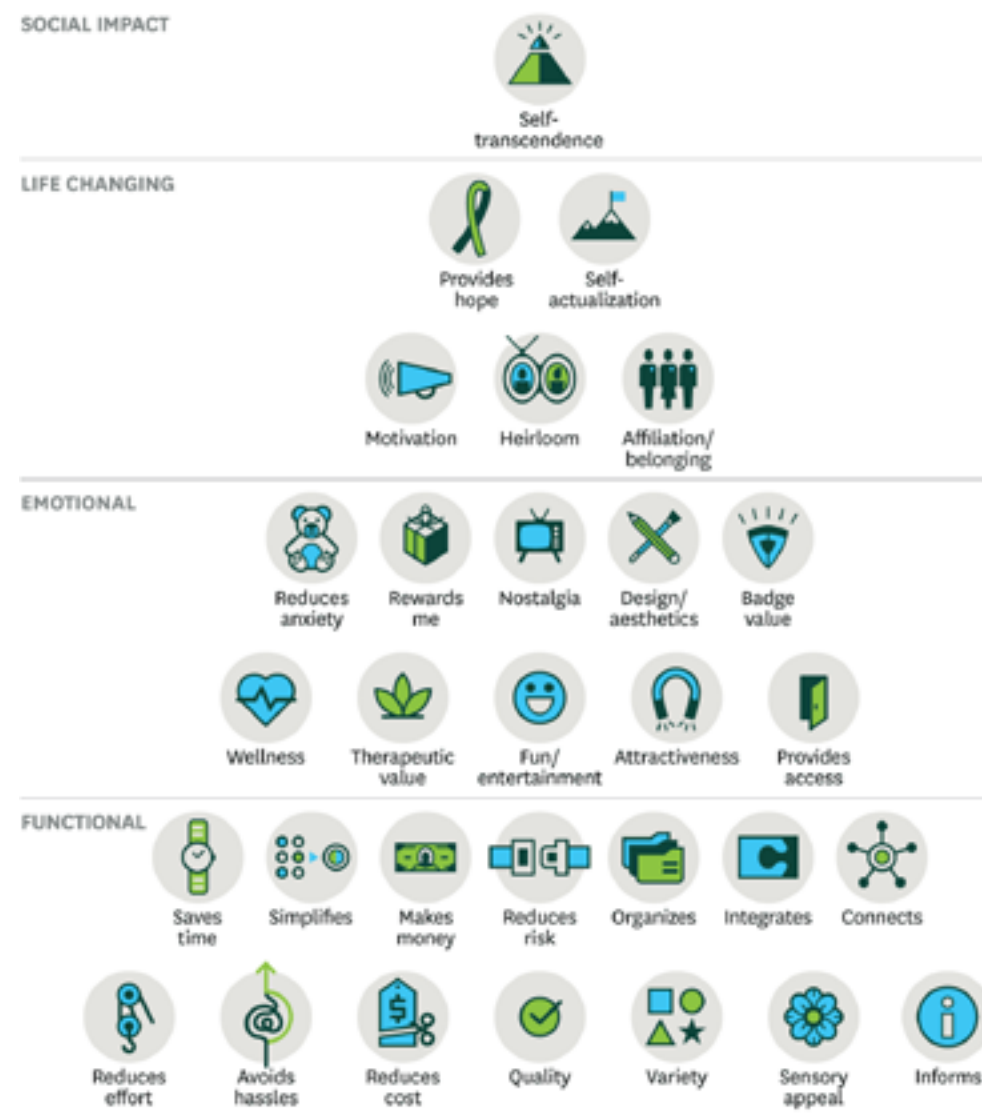 SOCIAL IMPACT
Self-
transcendence
LIFE CHANGING
Provides
hope
Self-
actualization
Motivation
Heirloom
Affiliation/
belonging
EMOTIONAL
Reduces
anxiety
Rewards
me
Nostalgia
Design/
aesthetics
Badge
value
Wellness
Therapeutic
value
Fun/
entertainment
Attractiveness
Provides
access
FUNCTIONAL
Saves
time
Simplifies
Makes
money
Reduces
risk
Organizes
Integrates
Connects
Reduces
effort
Avoids
hassles
$
Reduces
cost
Quality
Variety
Sensory
appeal
i
Informs